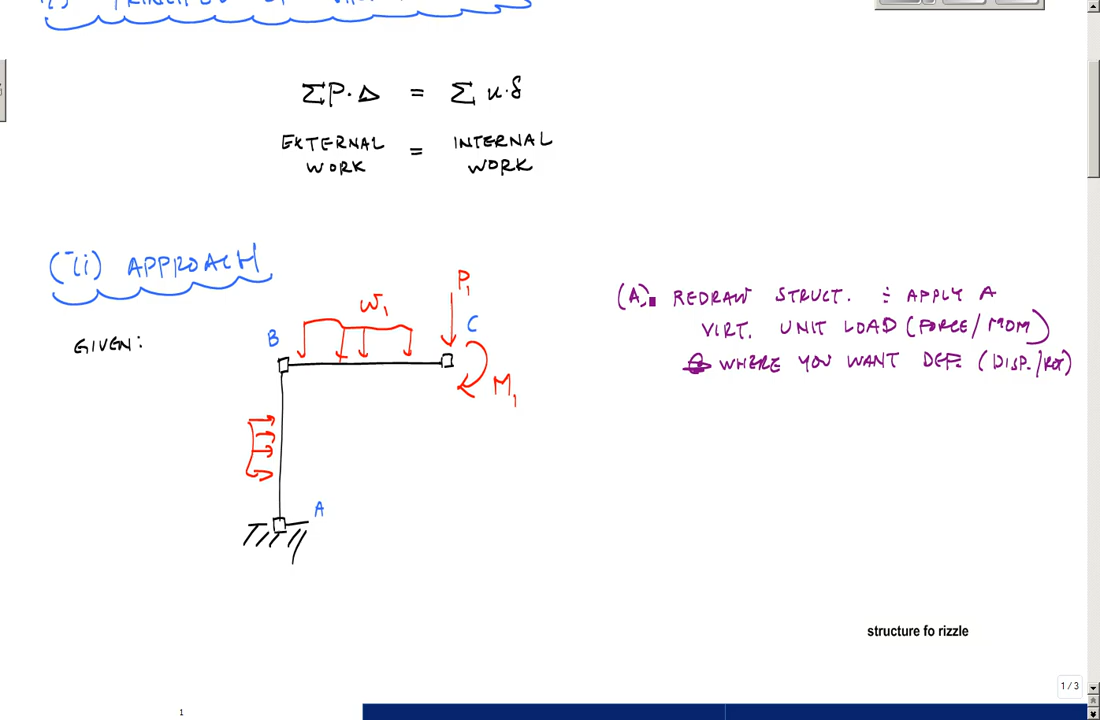 ΣP·Δ = Σ u·δ
EXTERNAL WORK = INTERNAL WORK
(ii) APPROACH
GIVEN:
W₁
P₁
B
C
M₁
A
(A). REDRAW STRUCT. & APPLY A
VIRT. UNIT LOAD (FORCE/MOM)
WHERE YOU WANT DEF. (DISP./ROT)
structure fo rizzle
1 / 3
1